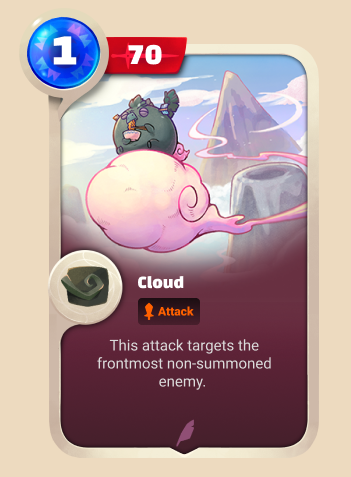 1
70
Cloud
Attack
This attack targets the
frontmost non-summoned
enemy.